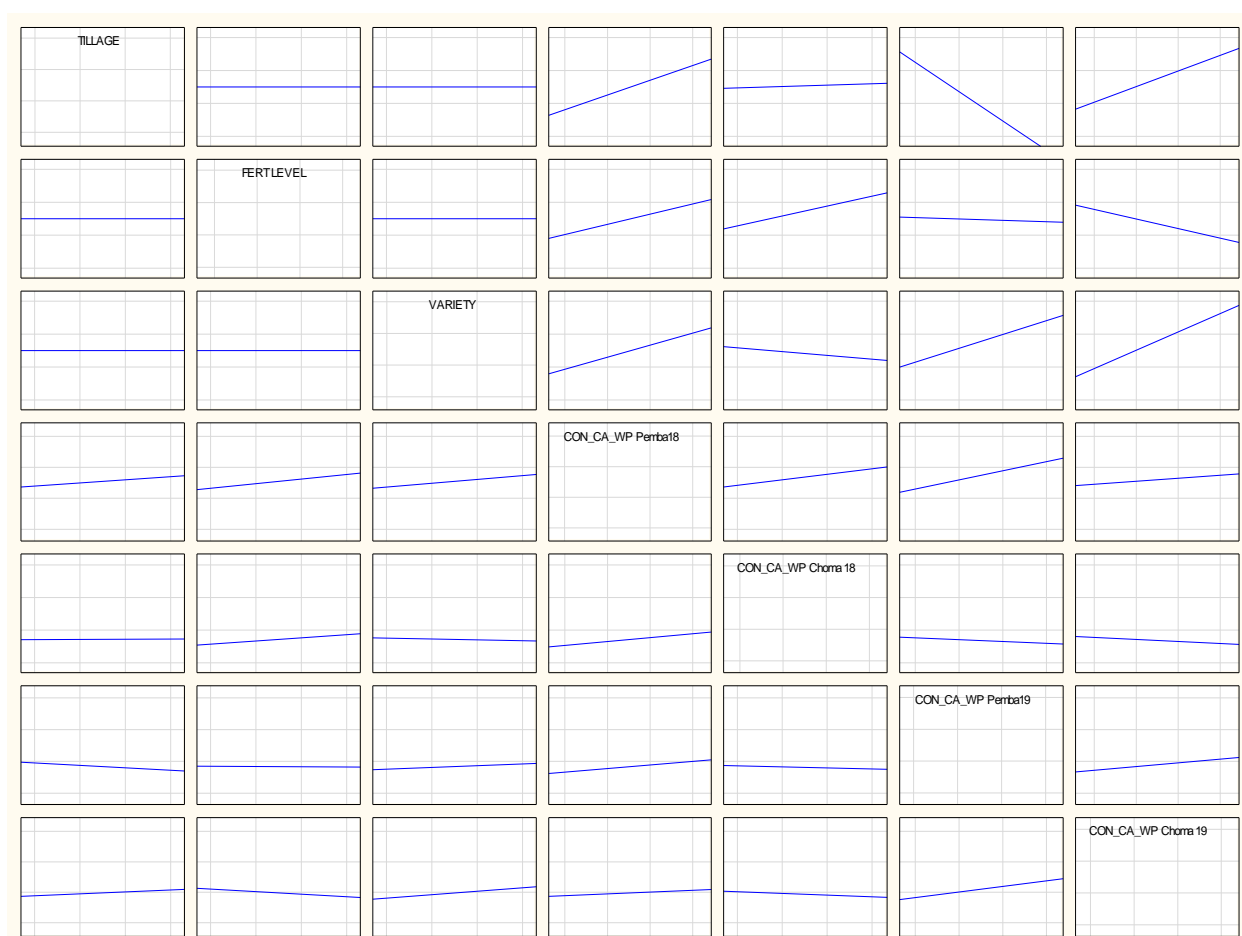 TILLAGE
FERTLEVEL
VARIETY
CON_CA_WP Pemba18
CON_CA_WP Choma 18
CON_CA_WP Pemba19
CON_CA_WP Choma 19